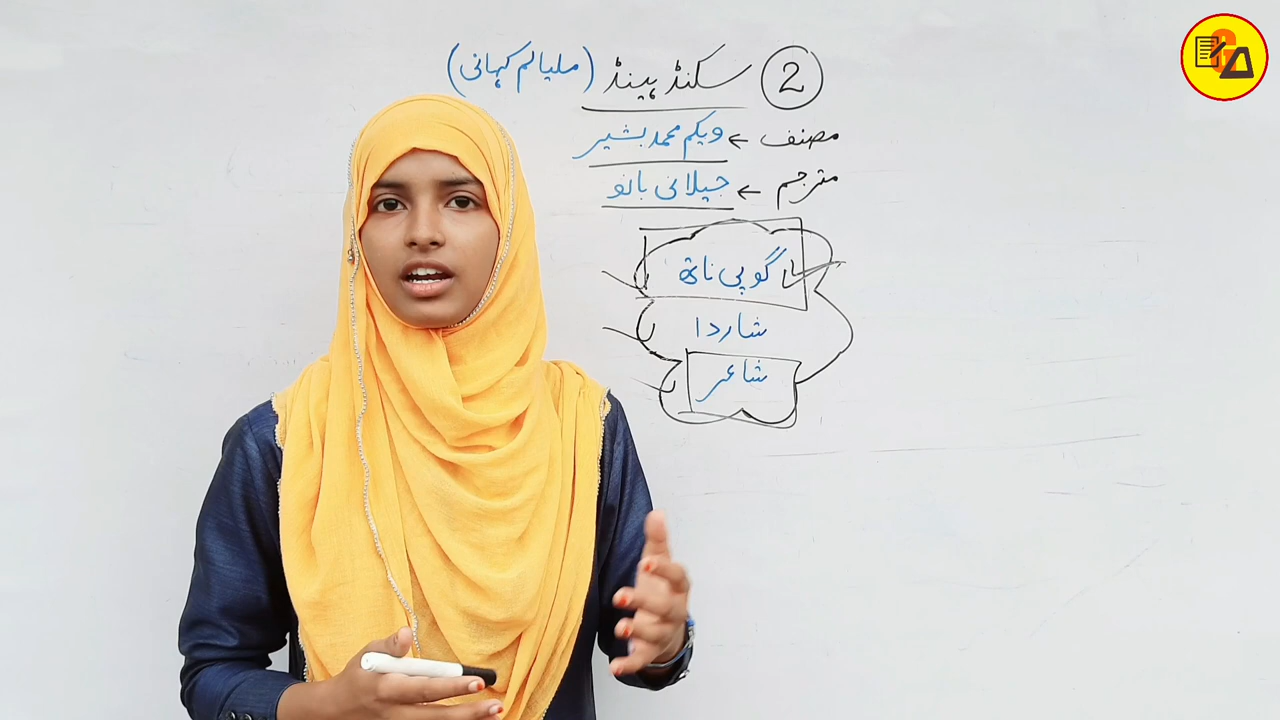 2 سکنڈ ہینڈ (ملیالم کہانی)
مصنف ← ویکم محمد بشیر
مترجم ← جیلانی بانو
گوپی ناتھ
شاردا
شاعر